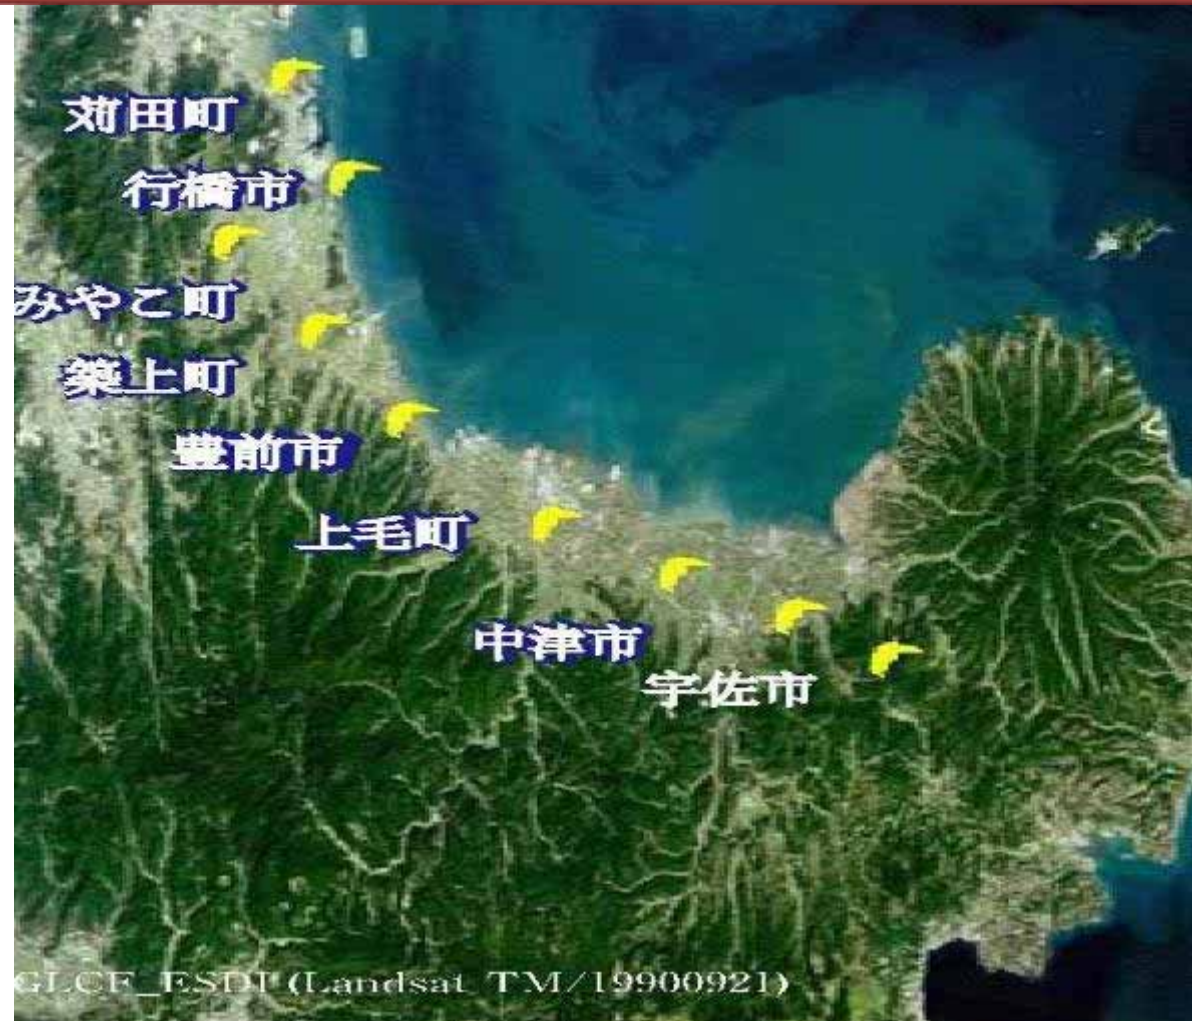 苅田町
行橋市
みやこ町
築上町
豊前市
上毛町
中津市
宇佐市
GLCF_ESDI (Landsat TM/19900921)